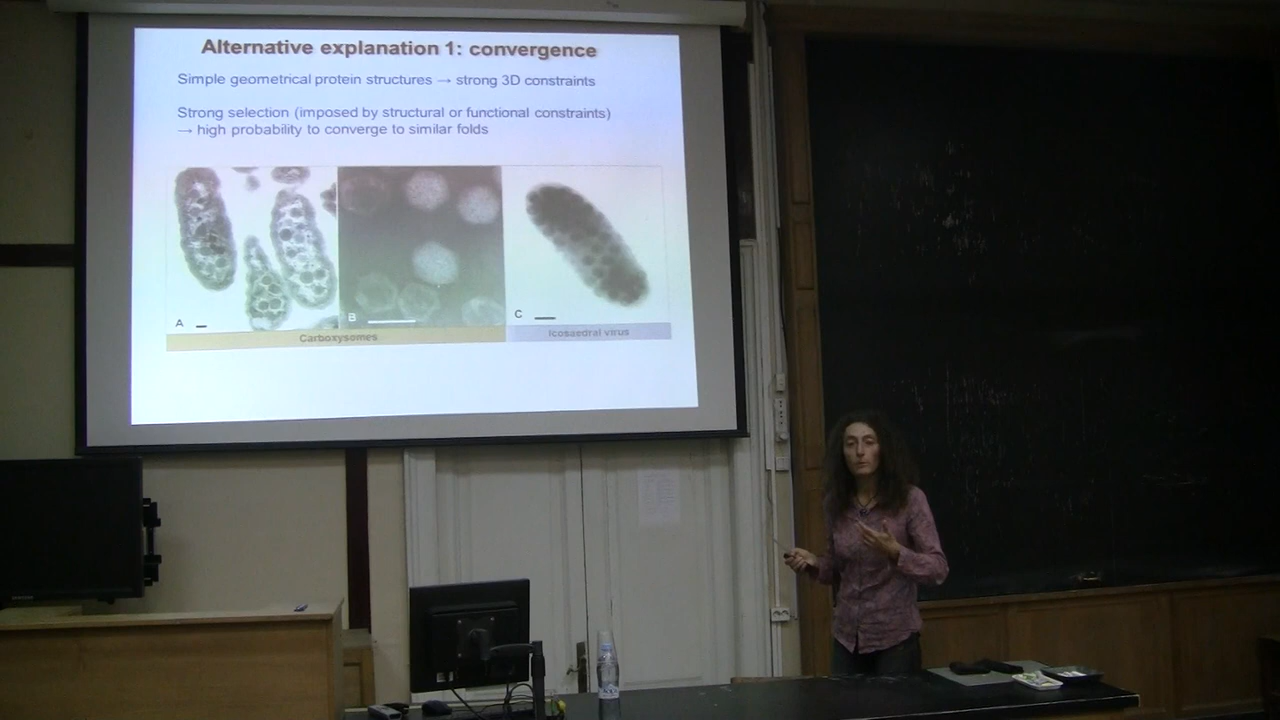 Alternative explanation 1: convergence
Simple geometrical protein structures → strong 3D constraints
Strong selection (imposed by structural or functional constraints)
→ high probability to converge to similar folds
A
B
C
Carboxysomes
Icosaedral virus